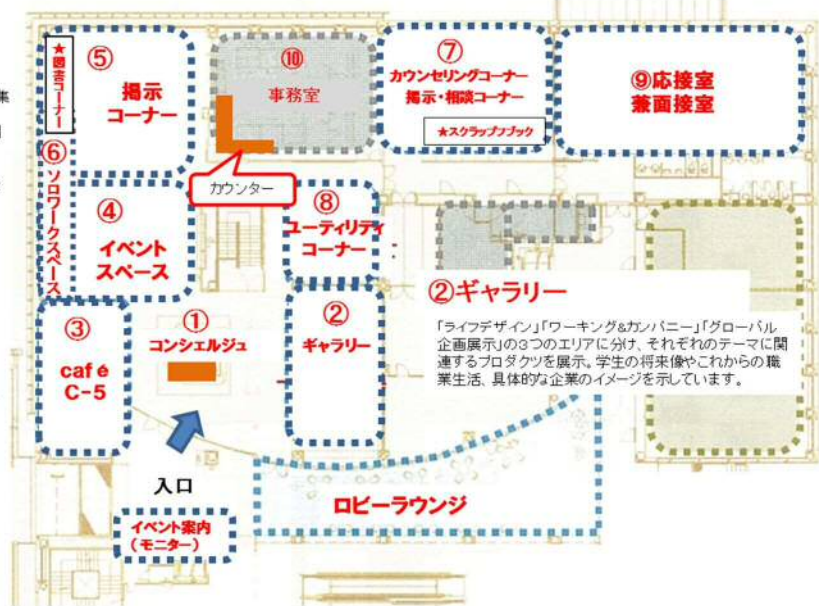 ⑤
掲示
コーナー
★図書コーナー
⑩
事務室
⑦
カウンセリングコーナー
掲示・相談コーナー
★スクラップブック
⑨応接室
兼面接室
集
⑥
ソロワークスペース
カウンター
④
イベント
スペース
⑧
ユーティリティ
コーナー
③
café
C-5
①
コンシェルジュ
②
ギャラリー
②ギャラリー
「ライフデザイン」「ワーキング&カンパニー」「グローバル
企画展示」の3つのエリアに分け、それぞれのテーマに関
連するプロダクツを展示。学生の将来像やこれからの職
業生活、具体的な企業のイメージを示しています。
入口
ロビーラウンジ
イベント案内
(モニター)